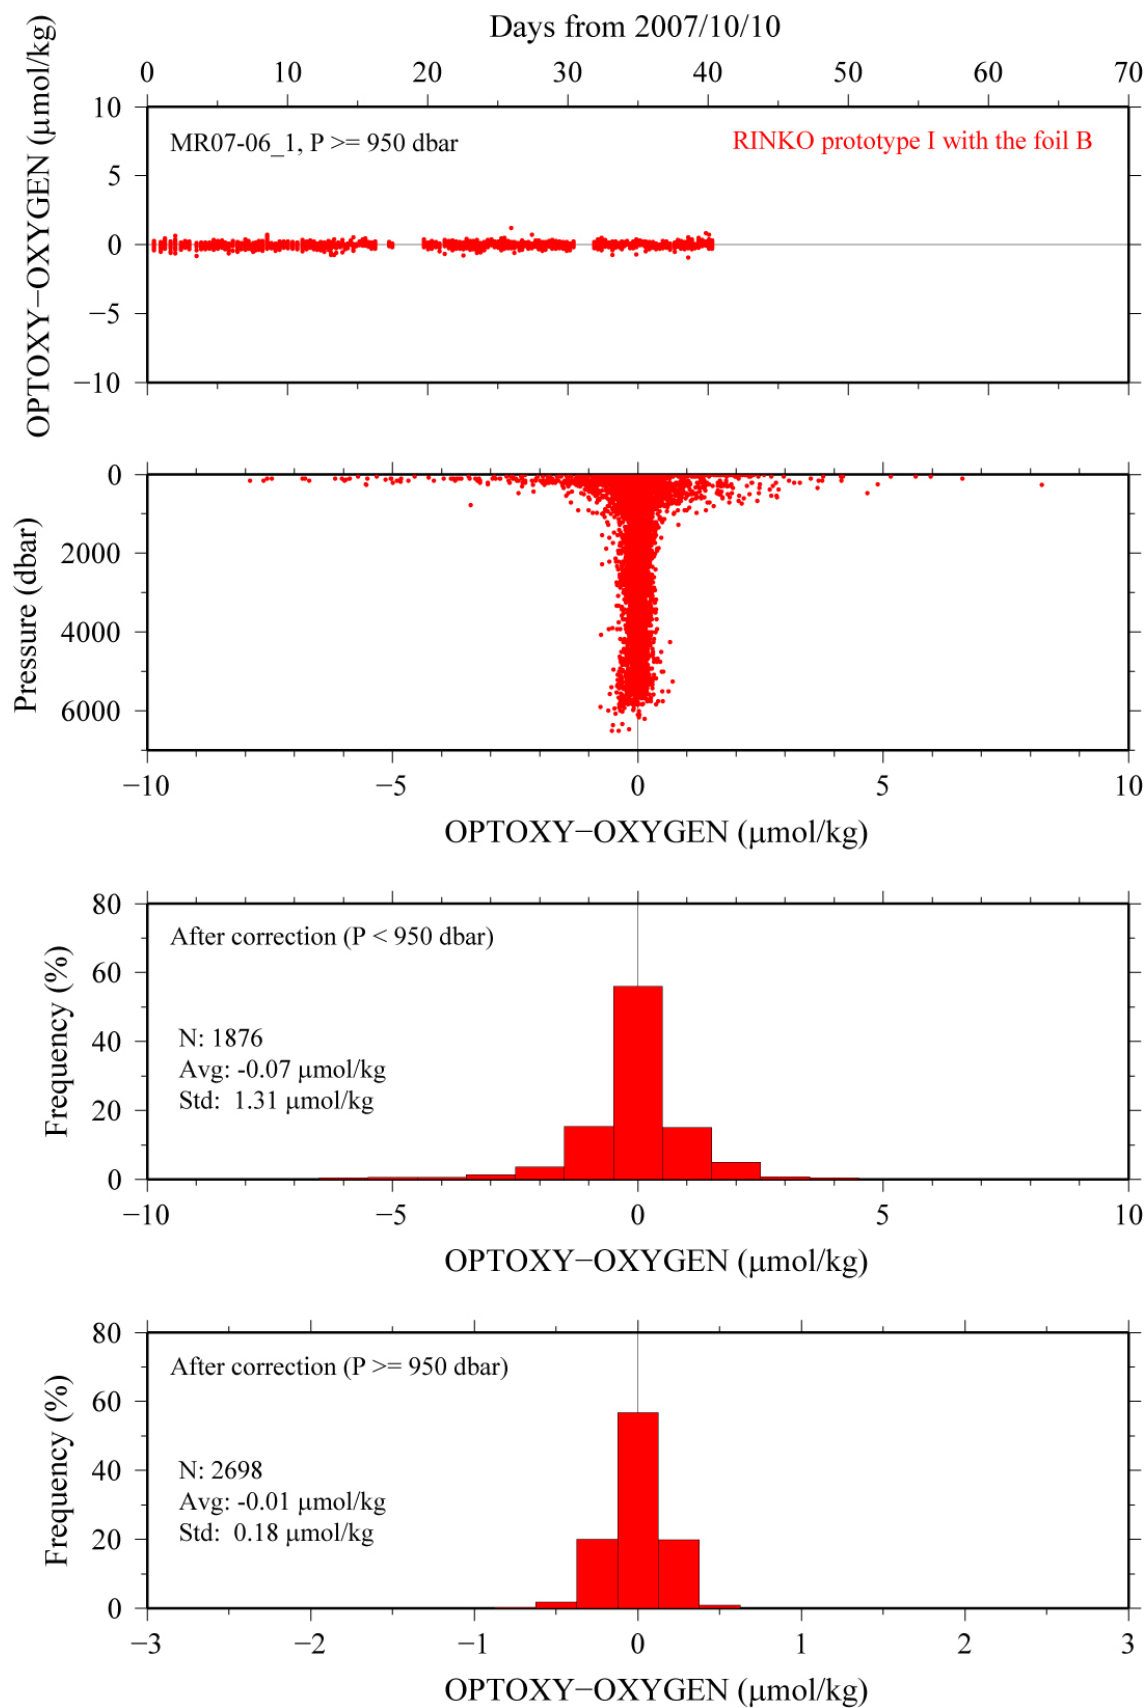 Days from 2007/10/10
0 10 20 30 40 50 60 70
OPTOXY−OXYGEN (μmol/kg)
10
5
0
−5
−10
MR07-06_1, P >= 950 dbar
RINKO prototype I with the foil B
Pressure (dbar)
0
2000
4000
6000
−10 −5 0 5 10
OPTOXY−OXYGEN (μmol/kg)
Frequency (%)
80
60
40
20
0
After correction (P < 950 dbar)
N: 1876
Avg: -0.07 μmol/kg
Std: 1.31 μmol/kg
−10 −5 0 5 10
OPTOXY−OXYGEN (μmol/kg)
Frequency (%)
80
60
40
20
0
After correction (P >= 950 dbar)
N: 2698
Avg: -0.01 μmol/kg
Std: 0.18 μmol/kg
−3 −2 −1 0 1 2 3
OPTOXY−OXYGEN (μmol/kg)